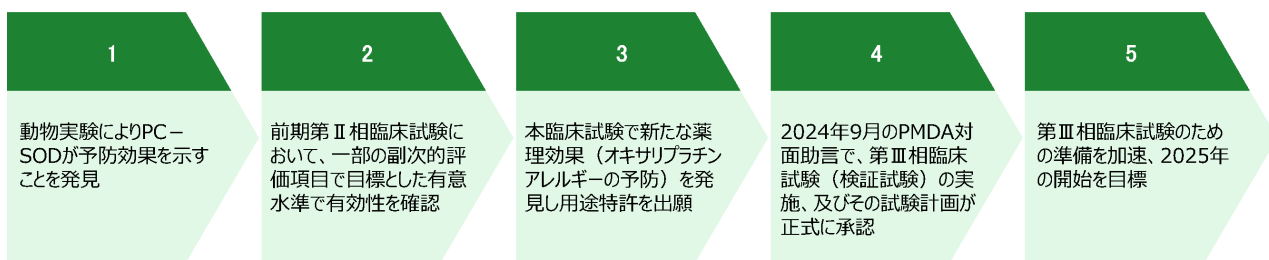 1
動物実験によりPC－
SODが予防効果を示す
ことを発見
2
前期第Ⅱ相臨床試験に
おいて、一部の副次的評
価項目で目標とした有意
水準で有効性を確認
3
本臨床試験で新たな薬
理効果（オキサリプラチン
アレルギーの予防）を発
見し用途特許を出願
4
2024年9月のPMDA対
面助言で、第Ⅲ相臨床
試験（検証試験）の実
施、及びその試験計画が
正式に承認
5
第Ⅲ相臨床試験のため
の準備を加速、2025年
の開始を目標